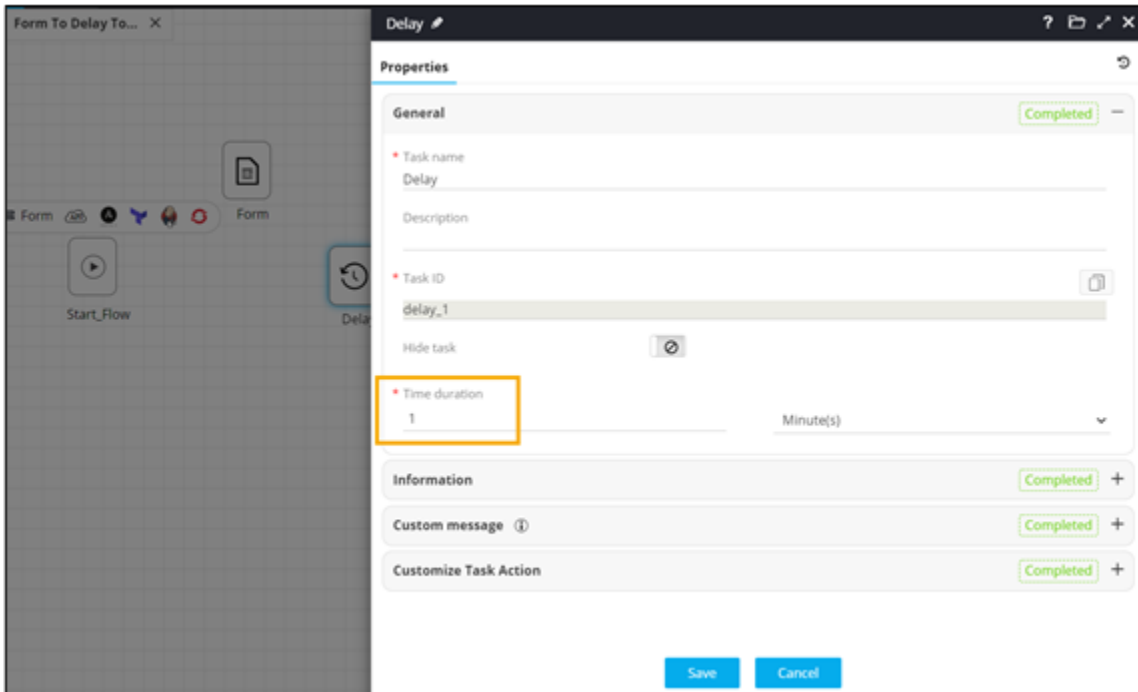 Form To Delay To...
Delay
Properties
General
Completed
* Task name
Delay
Description
* Task ID
delay_1
Hide task
* Time duration
1
Minute(s)
Information
Completed
Custom message
Completed
Customize Task Action
Completed
Save
Cancel
Form
Form
Start_Flow
Dela